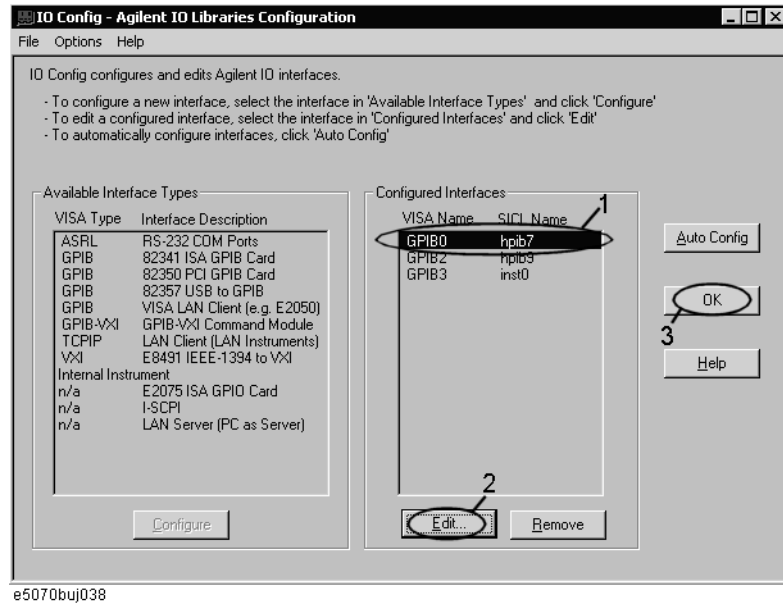 IO Config - Agilent IO Libraries Configuration
File Options Help
IO Config configures and edits Agilent IO interfaces.
- To configure a new interface, select the interface in 'Available Interface Types' and click 'Configure'
- To edit a configured interface, select the interface in 'Configured Interfaces' and click 'Edit'
- To automatically configure interfaces, click 'Auto Config'
Available Interface Types
VISA Type Interface Description
ASRL RS-232 COM Ports
GPIB 82341 ISA GPIB Card
GPIB 82350 PCI GPIB Card
GPIB 82357 USB to GPIB
GPIB VISA LAN Client (e.g. E2050)
GPIB-VXI GPIB-VXI Command Module
TCPIP LAN Client (LAN Instruments)
VXI E8491 IEEE-1394 to VXI
Internal Instrument
n/a E2075 ISA GPIO Card
n/a I-SCPI
n/a LAN Server (PC as Server)
Configure
Configured Interfaces
1
VISA Name SICL Name
GPIB0 hpib7
GPIB2 hpib9
GPIB3 inst0
2
Edit... Remove
Auto Config
OK
3
Help
e5070buj038